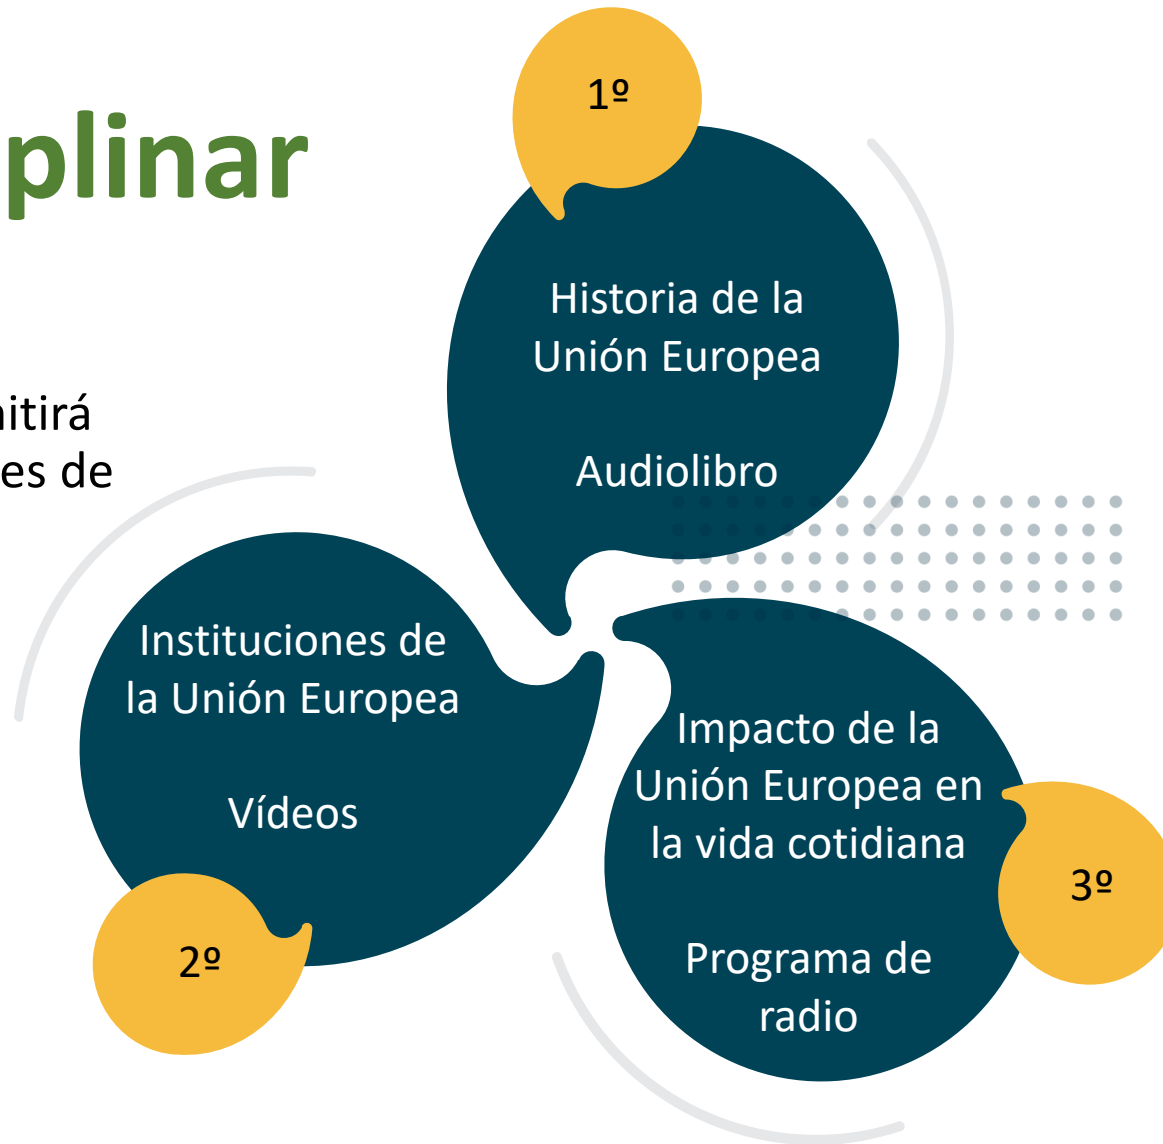 plinar
nitirá
es de
1º
Historia de la
Unión Europea
Audiolibro
Instituciones de
la Unión Europea
Vídeos
2º
Impacto de la
Unión Europea en
la vida cotidiana
Programa de
radio
3º